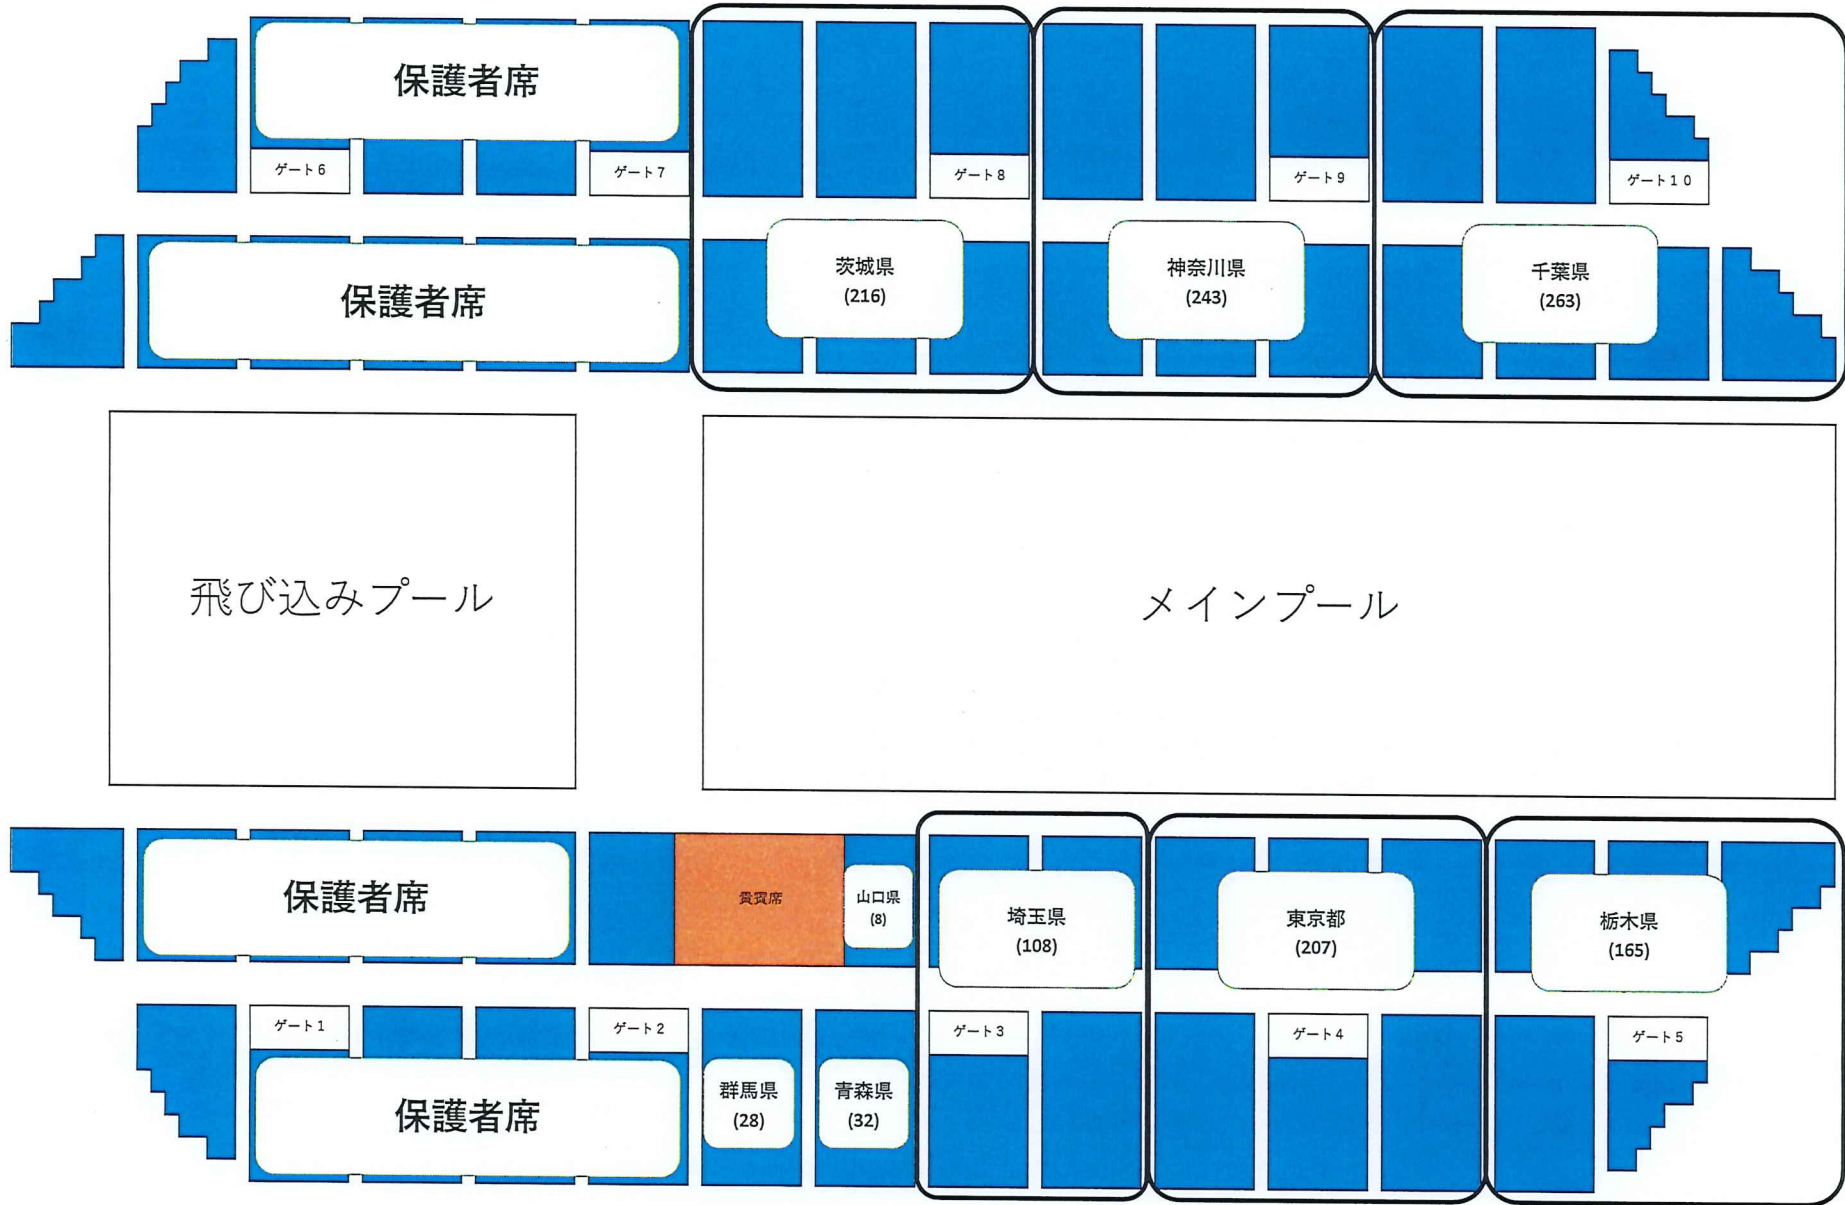 保護者席
ゲート6
ゲート7
ゲート8
ゲート9
ゲート10
保護者席
茨城県
(216)
神奈川県
(243)
千葉県
(263)
飛び込みプール
メインプール
保護者席
貴賓席
山口県
(8)
埼玉県
(108)
東京都
(207)
栃木県
(165)
ゲート1
ゲート2
ゲート3
ゲート4
ゲート5
保護者席
群馬県
(28)
青森県
(32)